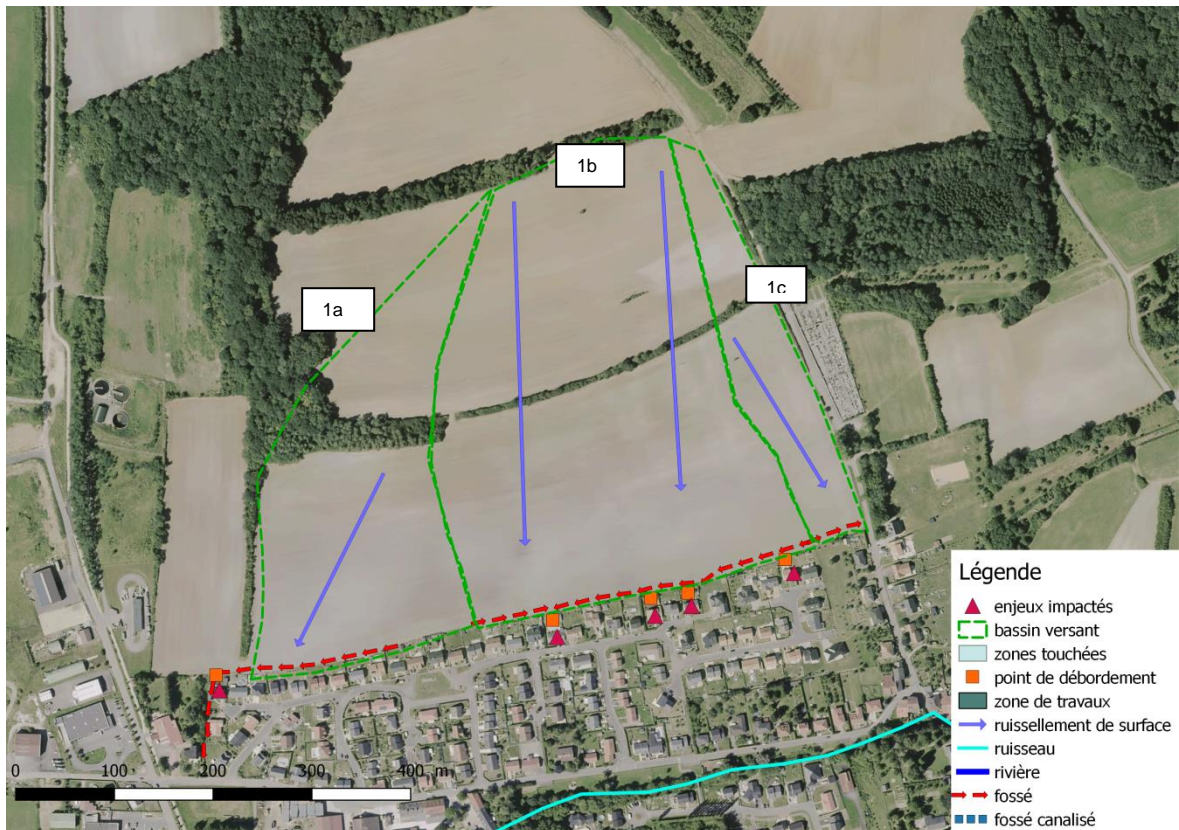 1b
1a
1c
Légende
enjeux impactés
bassin versant
zones touchées
point de débordement
zone de travaux
ruissellement de surface
ruisseau
rivière
fossé
fossé canalisé
0 100 200 300 400 m